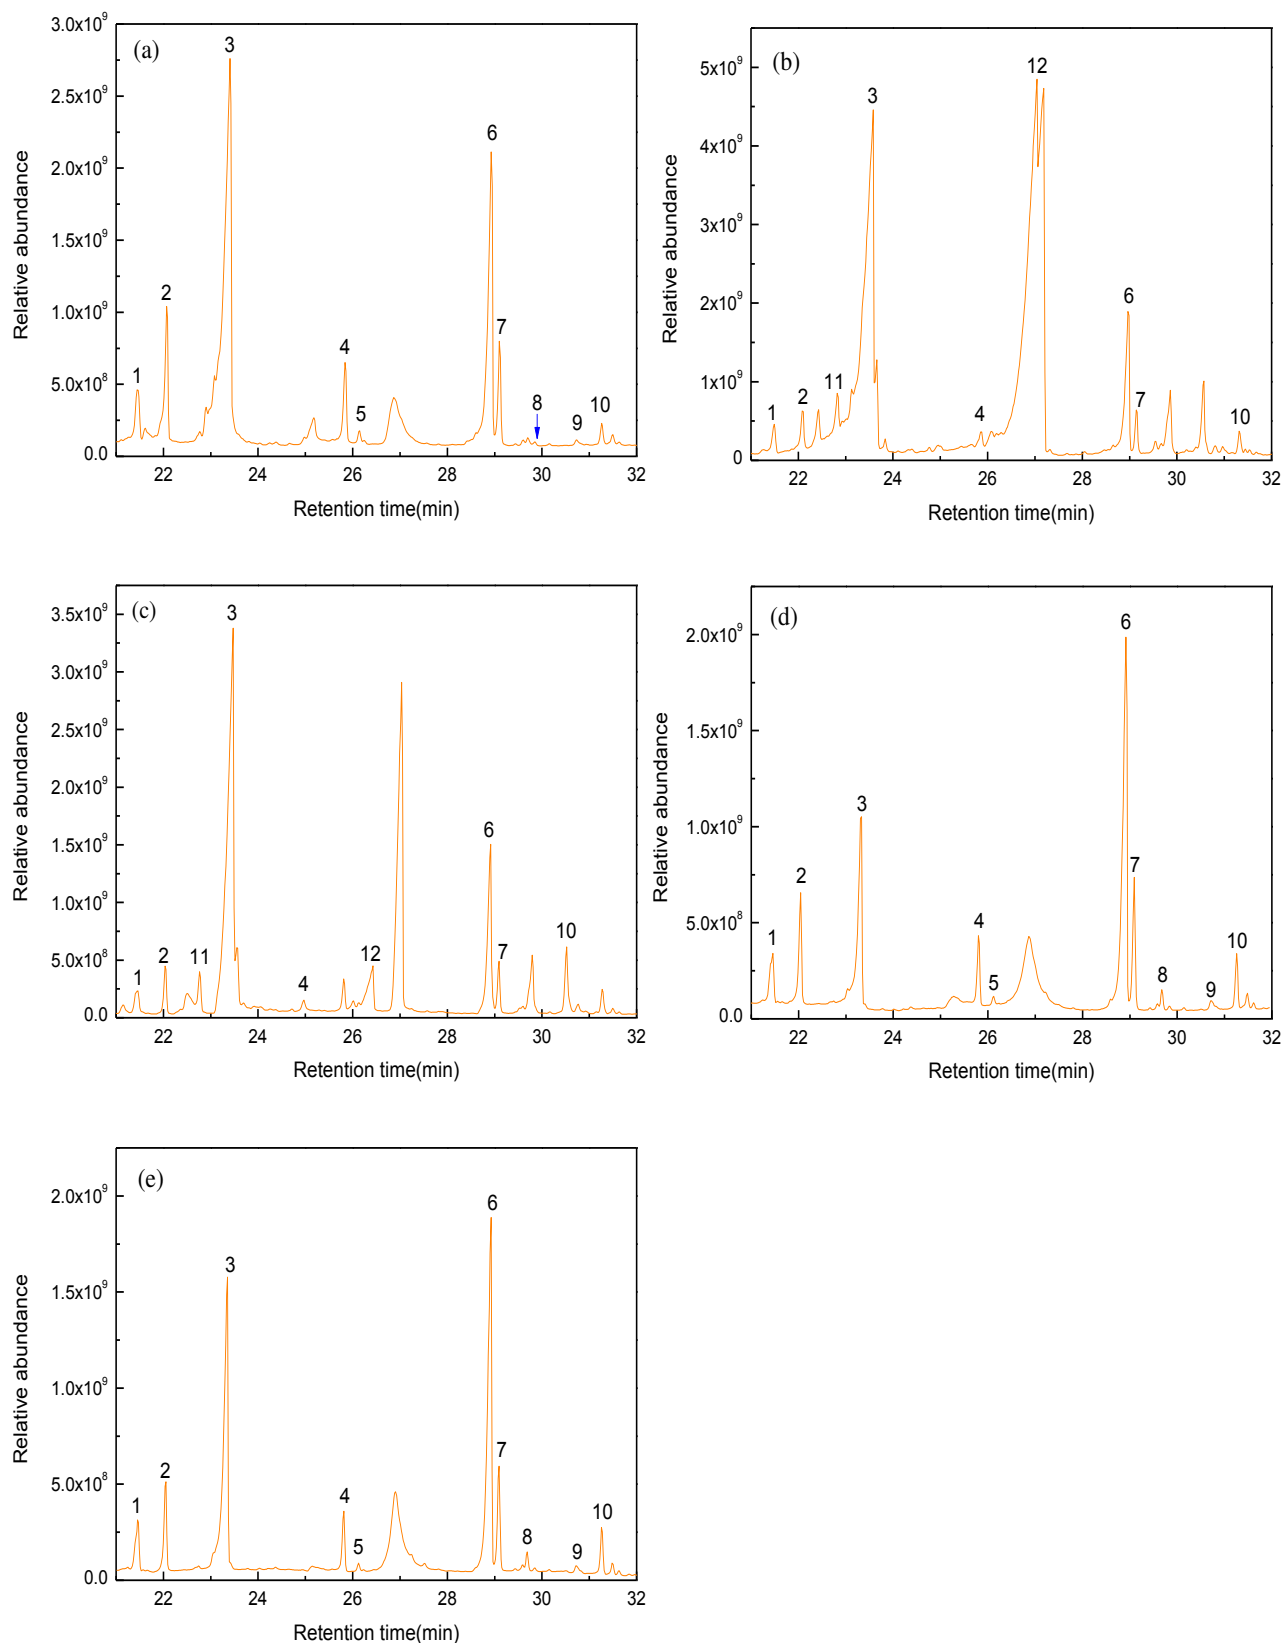 (a)
3.0x10⁹
2.5x10⁹
2.0x10⁹
1.5x10⁹
1.0x10⁹
5.0x10⁸
0.0
Relative abundance
1 2 3 4 5 6 7 8 9 10
22 24 26 28 30 32
Retention time(min)
(b)
5x10⁹
4x10⁹
3x10⁹
2x10⁹
1x10⁹
0
Relative abundance
1 2 11 3 4 12 6 7 10
22 24 26 28 30 32
Retention time(min)
(c)
3.5x10⁹
3.0x10⁹
2.5x10⁹
2.0x10⁹
1.5x10⁹
1.0x10⁹
5.0x10⁸
0.0
Relative abundance
1 2 11 3 4 12 6 7 10
22 24 26 28 30 32
Retention time(min)
(d)
2.0x10⁹
1.5x10⁹
1.0x10⁹
5.0x10⁸
0.0
Relative abundance
1 2 3 4 5 6 7 8 9 10
22 24 26 28 30 32
Retention time(min)
(e)
2.0x10⁹
1.5x10⁹
1.0x10⁹
5.0x10⁸
0.0
Relative abundance
1 2 3 4 5 6 7 8 9 10
22 24 26 28 30 32
Retention time(min)